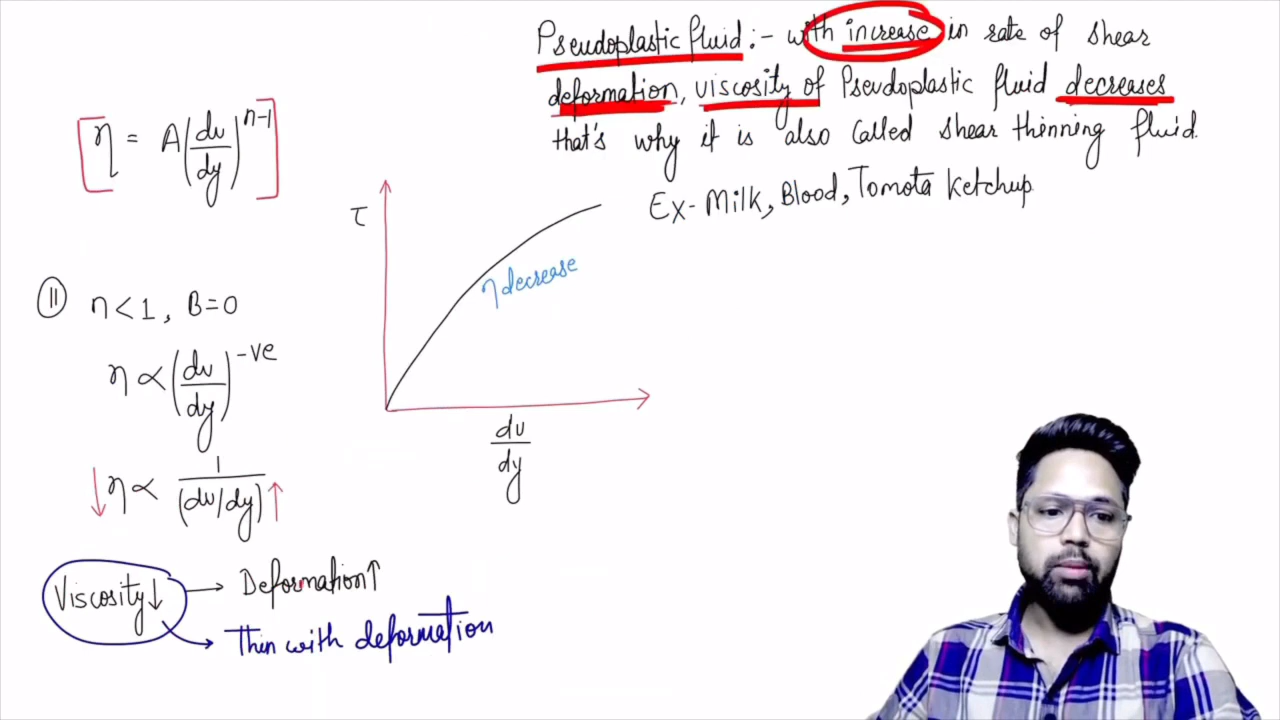 Pseudoplastic fluid :- with increase in rate of shear
deformation, viscosity of Pseudoplastic fluid decreases
that's why it is also called shear thinning fluid.
Ex- Milk, Blood, Tomota Ketchup
[η = A(du/dy)^n-1]
τ
η decrease
du/dy
II n < 1, B = 0
η ∝ (du/dy)^-ve
↓ η ∝ 1/(du/dy) ↑
Viscosity ↓ → Deformation ↑
→ Thin with deformation